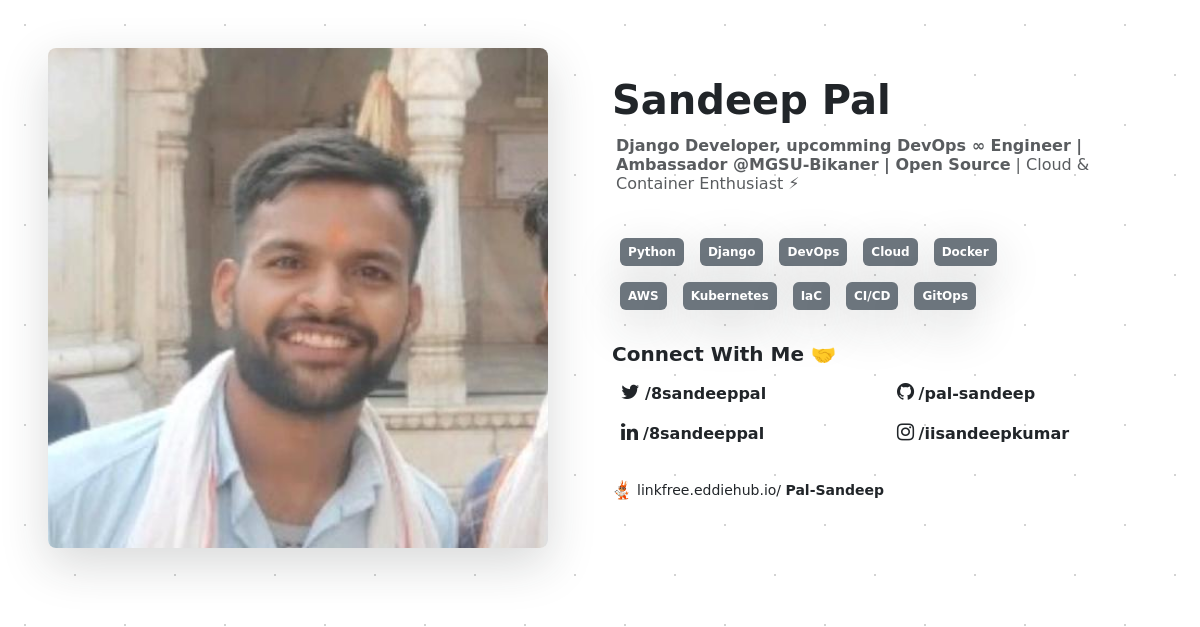 Sandeep Pal
Django Developer, upcomming DevOps ∞ Engineer |
Ambassador @MGSU-Bikaner | Open Source | Cloud &
Container Enthusiast ⚡
Python Django DevOps Cloud Docker
AWS Kubernetes IaC CI/CD GitOps
Connect With Me 🤝
/8sandeeppal /pal-sandeep
/8sandeeppal /iisandeepkumar
linkfree.eddiehub.io/ Pal-Sandeep